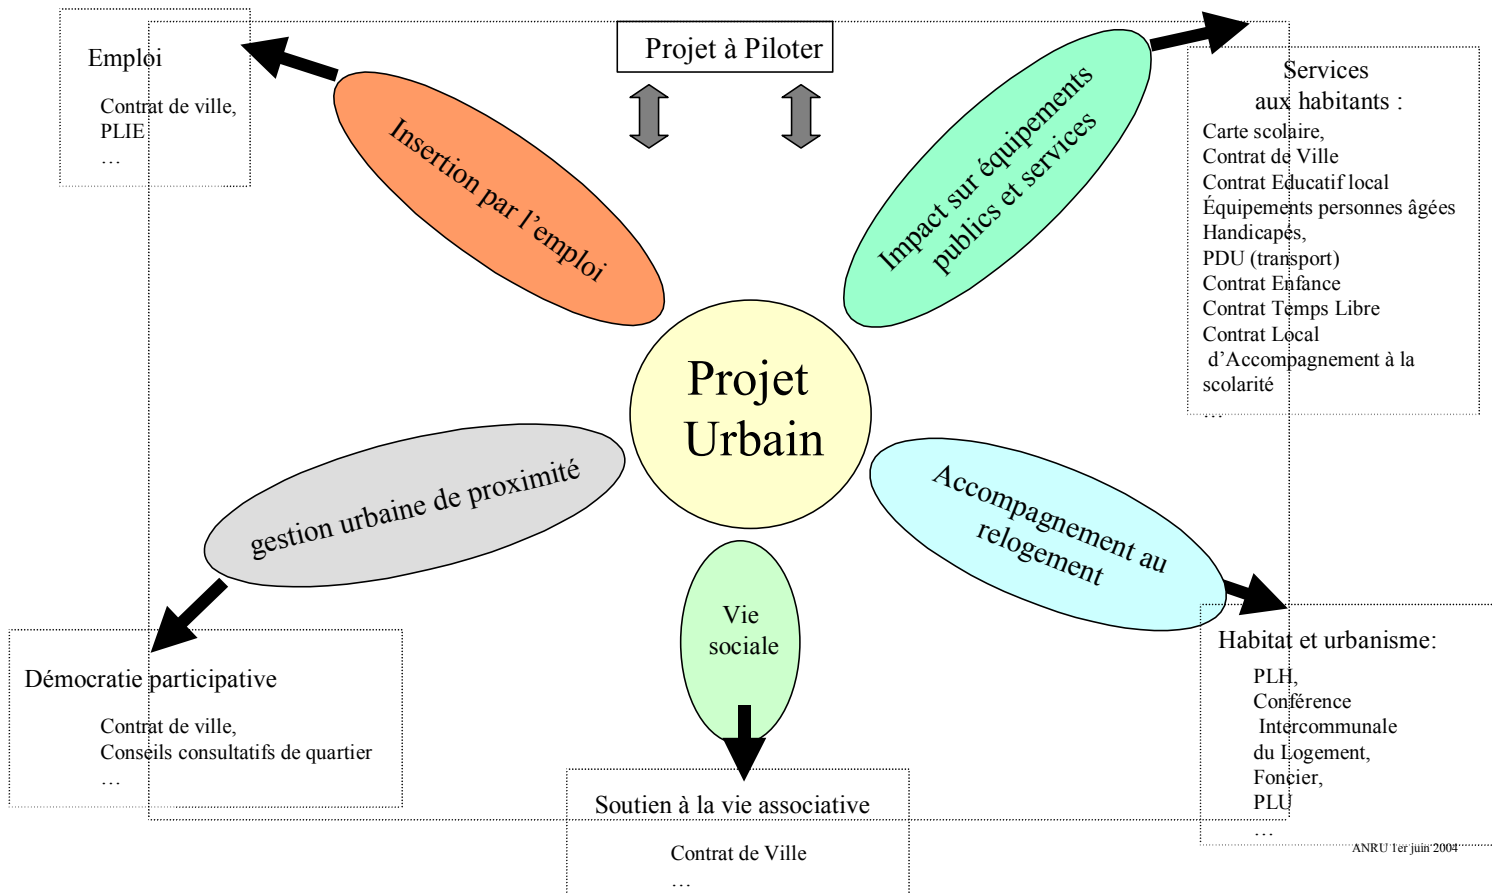 Projet à Piloter
Emploi
Contrat de ville,
PLIE
…
Insertion par l’emploi
Impact sur équipements
publics et services
Services
aux habitants :
Carte scolaire,
Contrat de Ville
Contrat Educatif local
Équipements personnes âgées
Handicapés,
PDU (transport)
Contrat Enfance
Contrat Temps Libre
Contrat Local
d’Accompagnement à la
scolarité
…
Projet
Urbain
gestion urbaine de proximité
Accompagnement au
relogement
Vie
sociale
Démocratie participative
Contrat de ville,
Conseils consultatifs de quartier
…
Soutien à la vie associative
Contrat de Ville
…
Habitat et urbanisme:
PLH,
Conférence
Intercommunale
du Logement,
Foncier,
PLU
…
ANRU 1er juin 2004